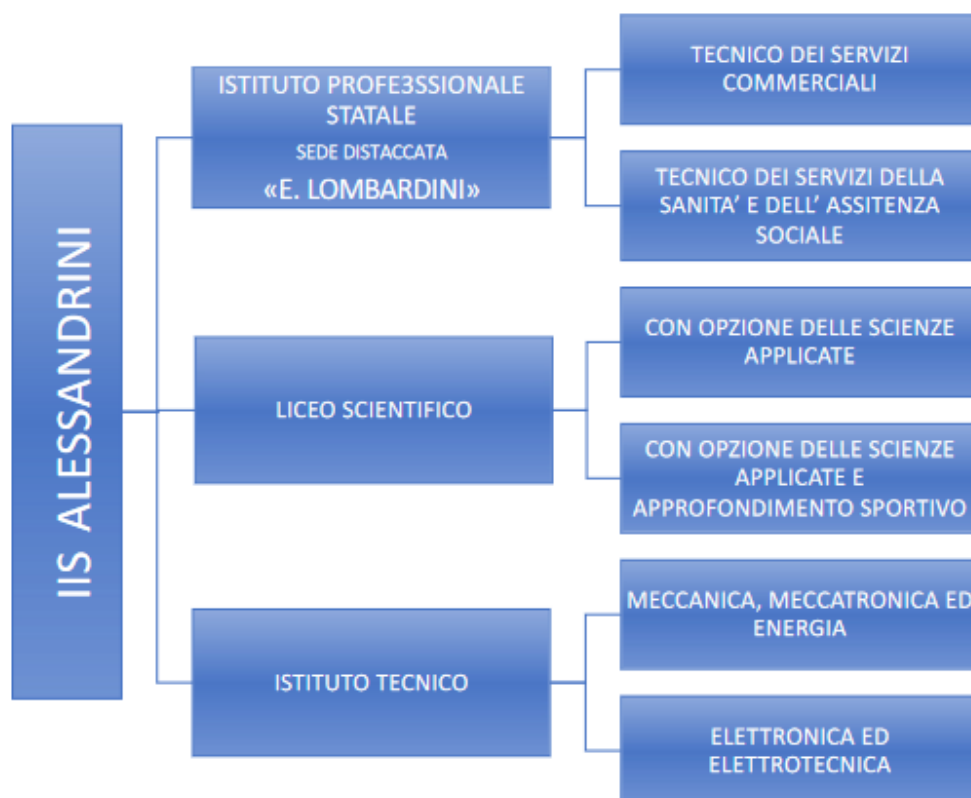 IIS ALESSANDRINI
ISTITUTO PROFE3SSIONALE
STATALE
SEDE DISTACCATA
«E. LOMBARDINI»
TECNICO DEI SERVIZI
COMMERCIALI
TECNICO DEI SERVIZI DELLA
SANITA’ E DELL’ ASSITENZA
SOCIALE
LICEO SCIENTIFICO
CON OPZIONE DELLE SCIENZE
APPLICATE
CON OPZIONE DELLE SCIENZE
APPLICATE E
APPROFONDIMENTO SPORTIVO
ISTITUTO TECNICO
MECCANICA, MECCATRONICA ED
ENERGIA
ELETTRONICA ED
ELETTROTECNICA